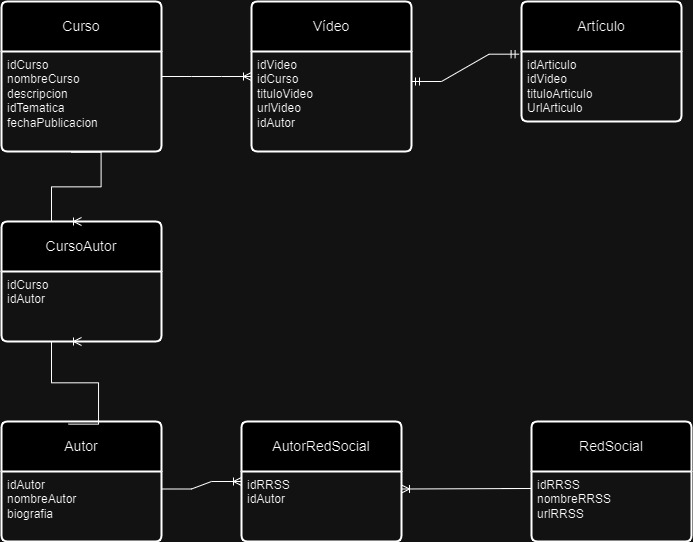 Curso
idCurso
nombreCurso
descripcion
idTematica
fechaPublicacion
Vídeo
idVideo
idCurso
tituloVideo
urlVideo
idAutor
Artículo
idArticulo
idVideo
tituloArticulo
UrlArticulo
CursoAutor
idCurso
idAutor
Autor
idAutor
nombreAutor
biografia
AutorRedSocial
idRRSS
idAutor
RedSocial
idRRSS
nombreRRSS
urlRRSS